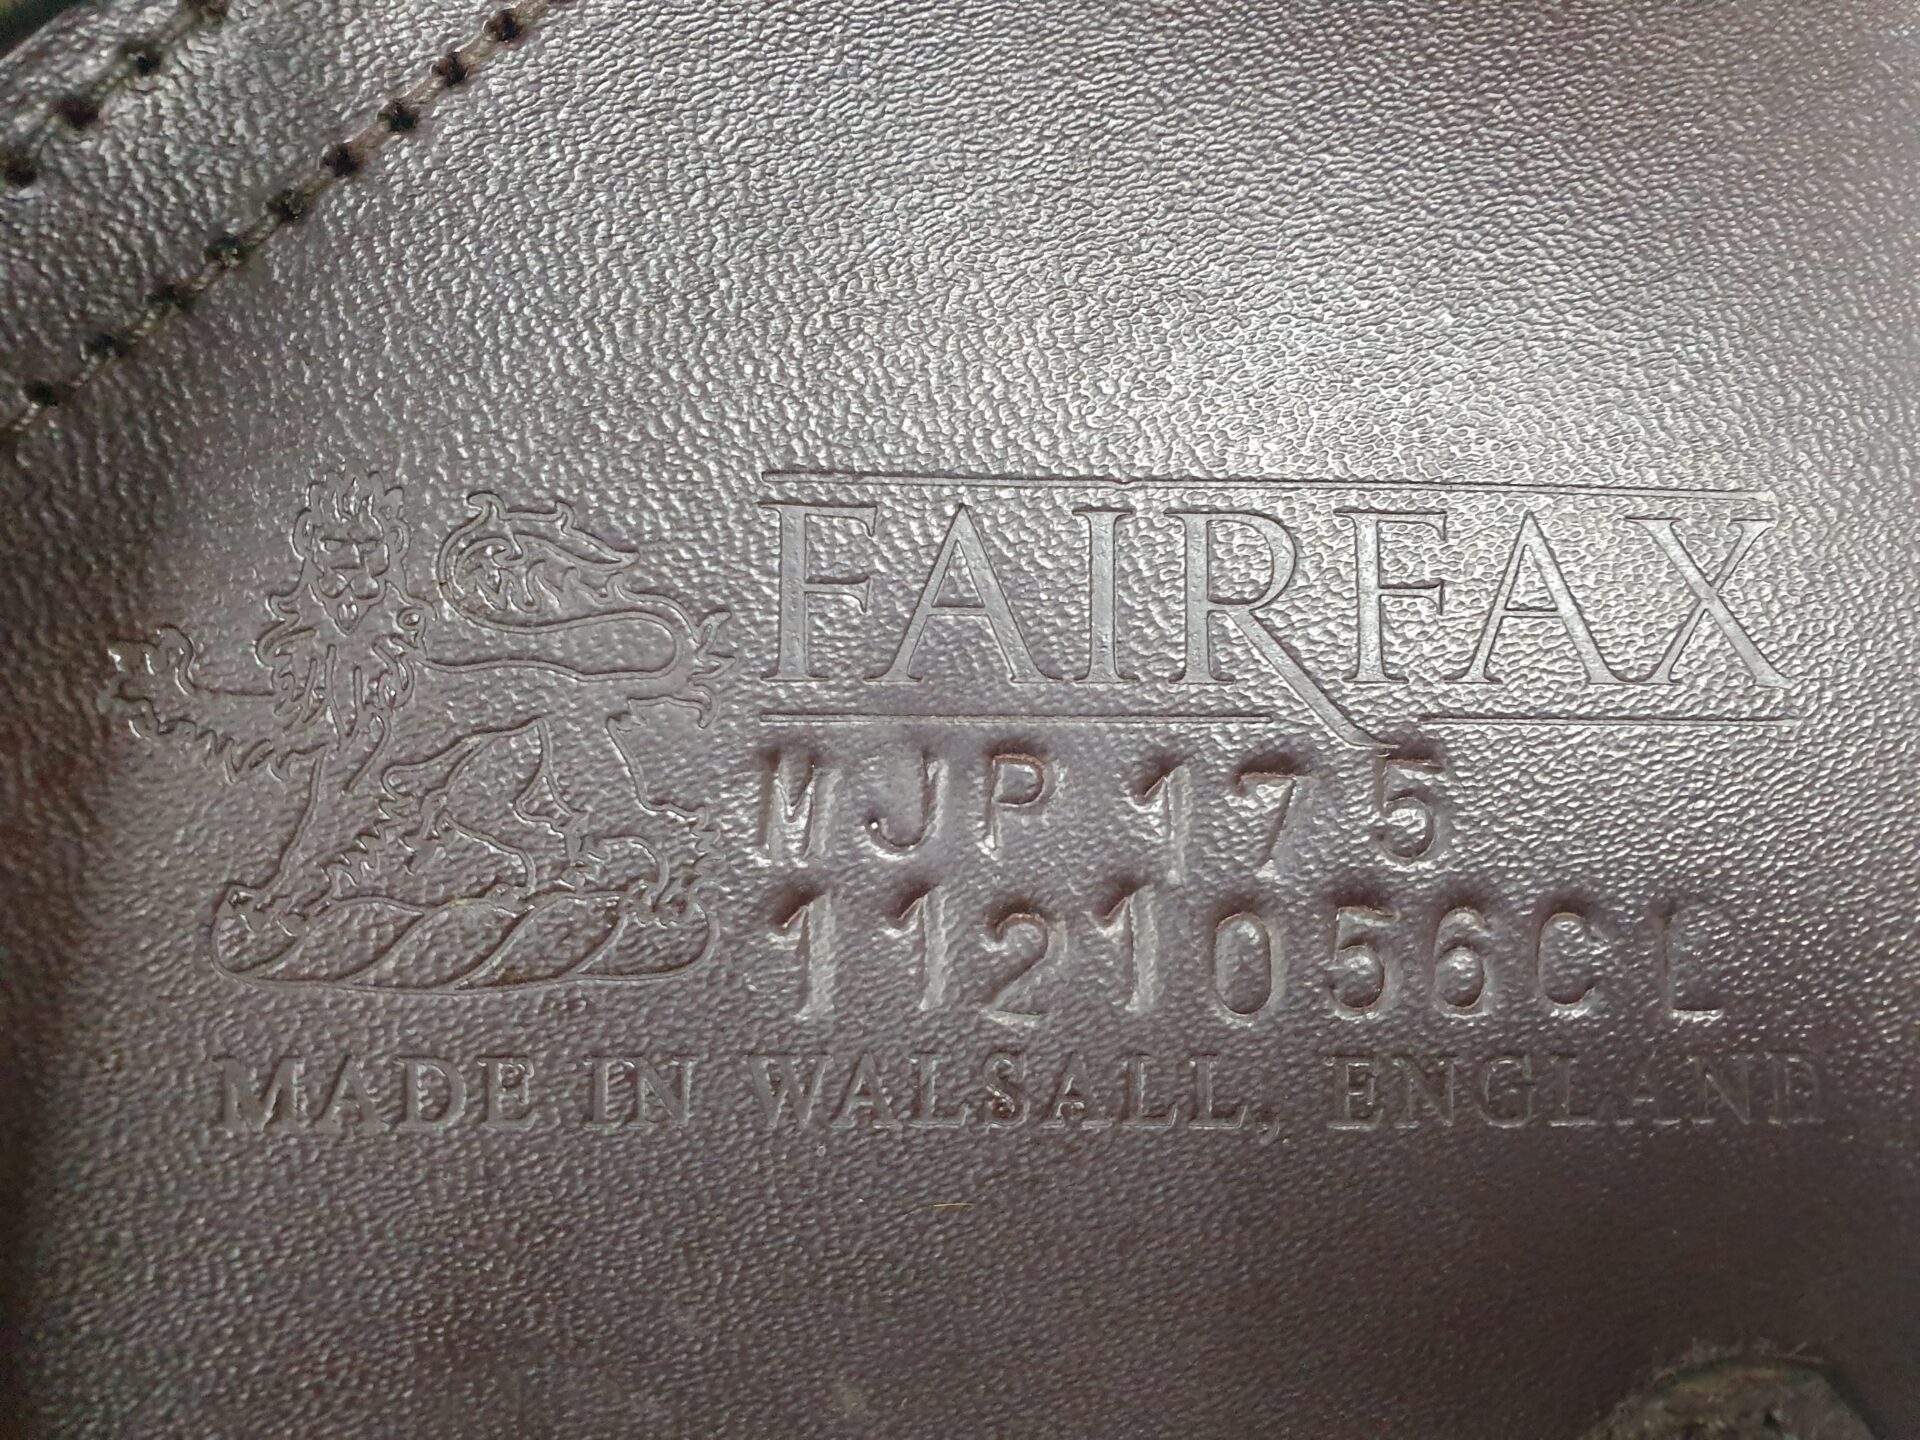 FAIRFAX
MJP 175
1121056CL
MADE IN WALSALL, ENGLAND